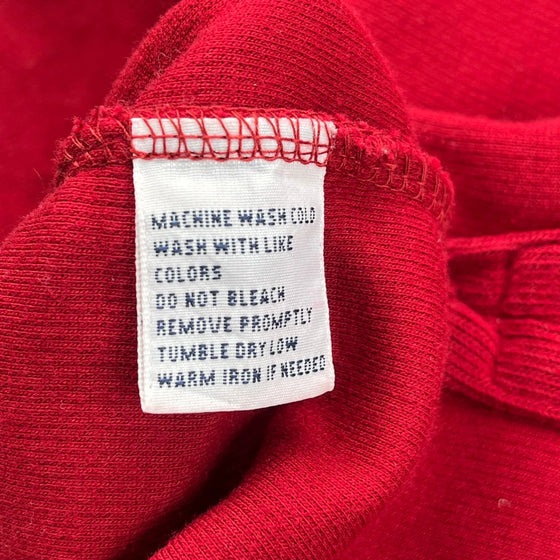 MACHINE WASH COLD
WASH WITH LIKE
COLORS
DO NOT BLEACH
REMOVE PROMPTLY
TUMBLE DRY LOW
WARM IRON IF NEEDED